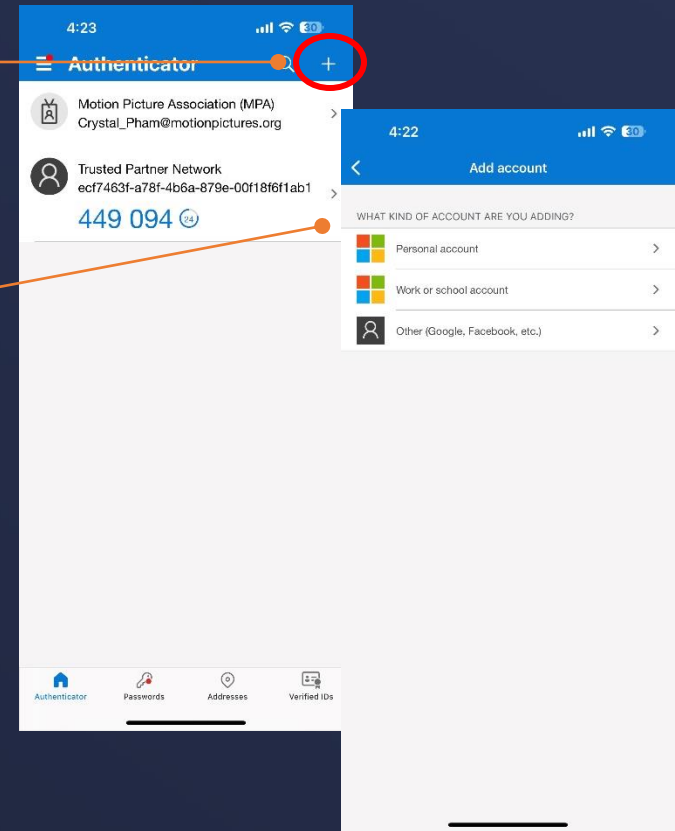 4:23
30
Authenticator
Motion Picture Association (MPA)
Crystal_Pham@motionpictures.org
Trusted Partner Network
ecf7463f-a78f-4b6a-879e-00f18f6f1ab1
449 094
24
Authenticator
Passwords
Addresses
Verified IDs
4:22
30
Add account
WHAT KIND OF ACCOUNT ARE YOU ADDING?
Personal account
Work or school account
Other (Google, Facebook, etc.)